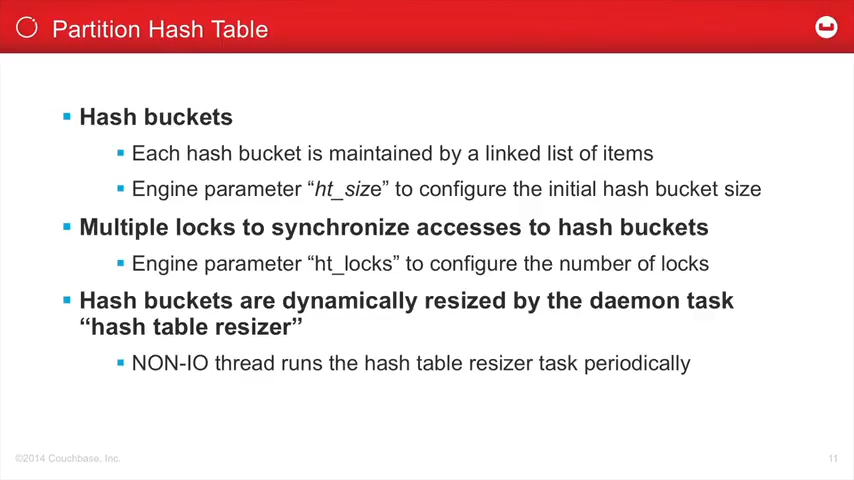 Partition Hash Table
Hash buckets
Each hash bucket is maintained by a linked list of items
Engine parameter “ht_size” to configure the initial hash bucket size
Multiple locks to synchronize accesses to hash buckets
Engine parameter “ht_locks” to configure the number of locks
Hash buckets are dynamically resized by the daemon task
“hash table resizer”
NON-IO thread runs the hash table resizer task periodically
©2014 Couchbase, Inc.
11